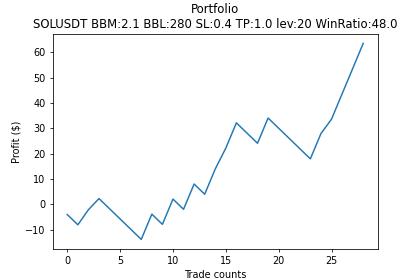 Portfolio
SOLUSDT BBM:2.1 BBL:280 SL:0.4 TP:1.0 lev:20 WinRatio:48.0
Profit ($)
60
50
40
30
20
10
0
−10
0 5 10 15 20 25
Trade counts